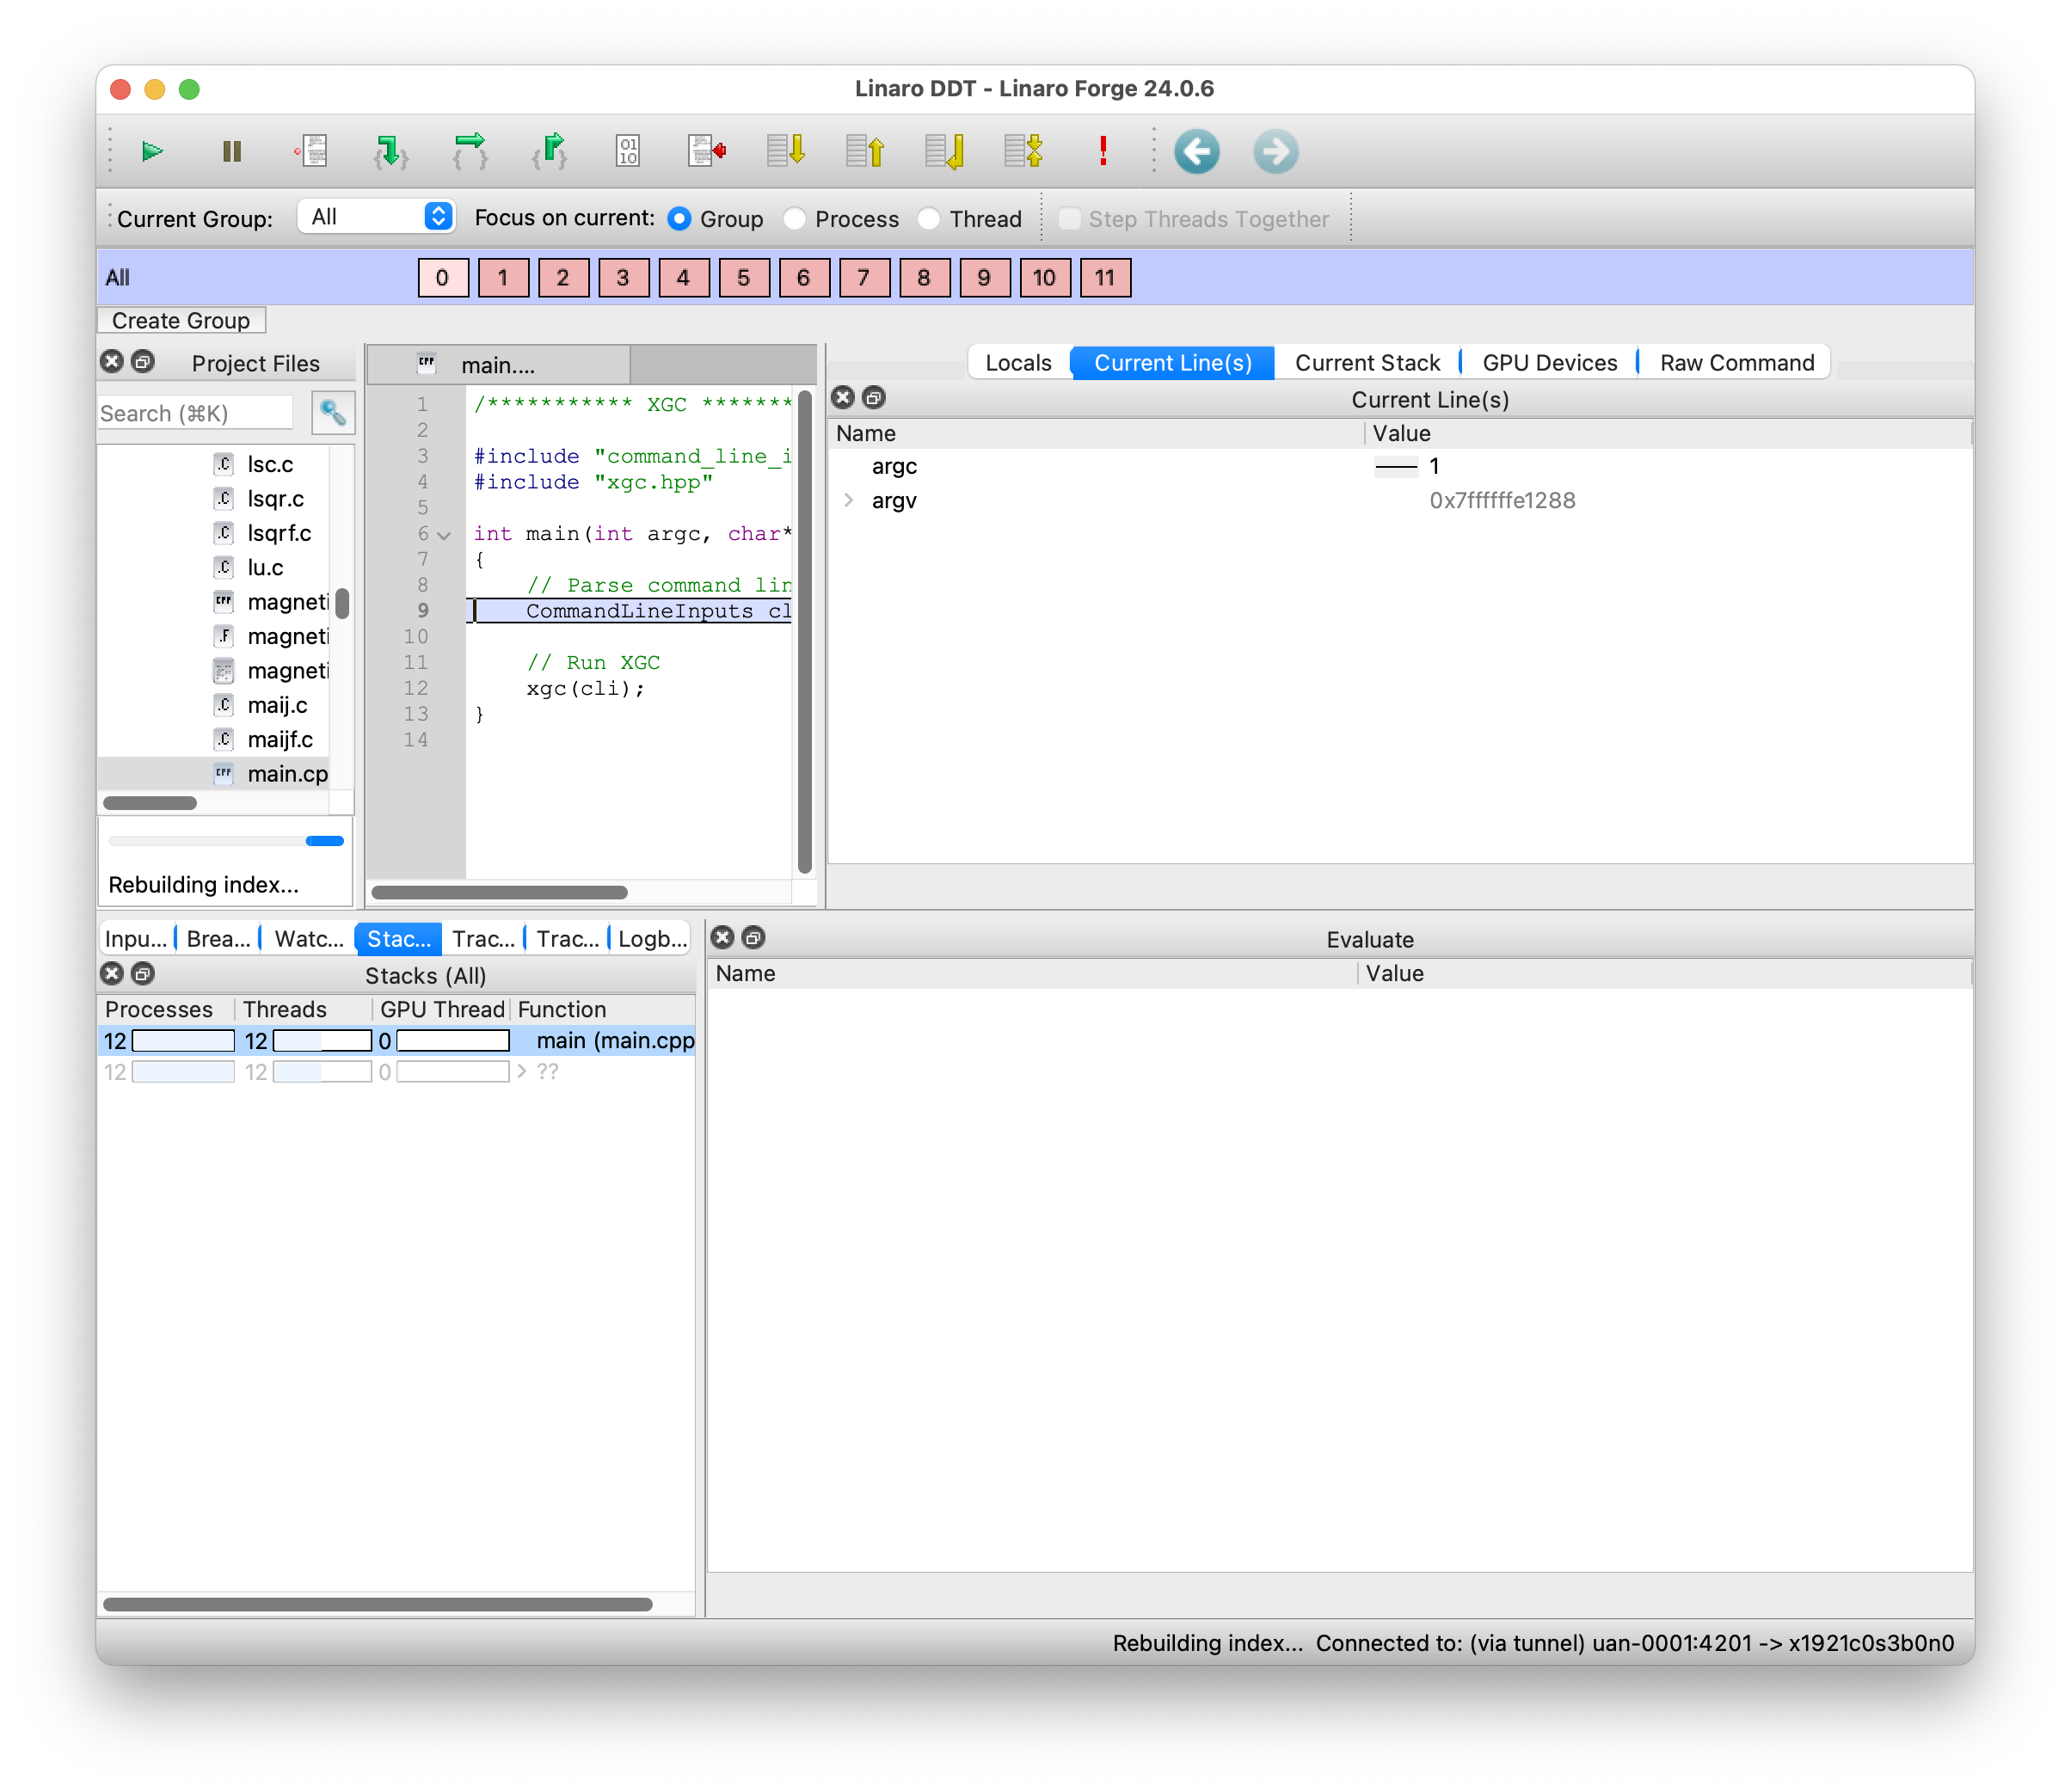 Linaro DDT - Linaro Forge 24.0.6
01
10
!
Current Group: All Focus on current: Group Process Thread Step Threads Together
All 0 1 2 3 4 5 6 7 8 9 10 11
Create Group
Project Files
Search (⌘K)
.C lsc.c
.C lsqr.c
.C lsqrf.c
.C lu.c
CPP magneti
.F magneti
magneti
.C maij.c
.C maijf.c
CPP main.cp
Rebuilding index...
CPP main....
1 /*********** XGC *******
2
3 #include "command_line_i
4 #include "xgc.hpp"
5
6 int main(int argc, char*
7 {
8 // Parse command lin
9 CommandLineInputs cl
10
11 // Run XGC
12 xgc(cli);
13 }
14
Locals Current Line(s) Current Stack GPU Devices Raw Command
Current Line(s)
Name Value
argc 1
argv 0x7ffffffe1288
Inpu... Brea... Watc... Stac... Trac... Trac... Logb...
Stacks (All)
Processes Threads GPU Thread Function
12 12 0 main (main.cpp
12 12 0 ??
Evaluate
Name Value
Rebuilding index... Connected to: (via tunnel) uan-0001:4201 -> x1921c0s3b0n0